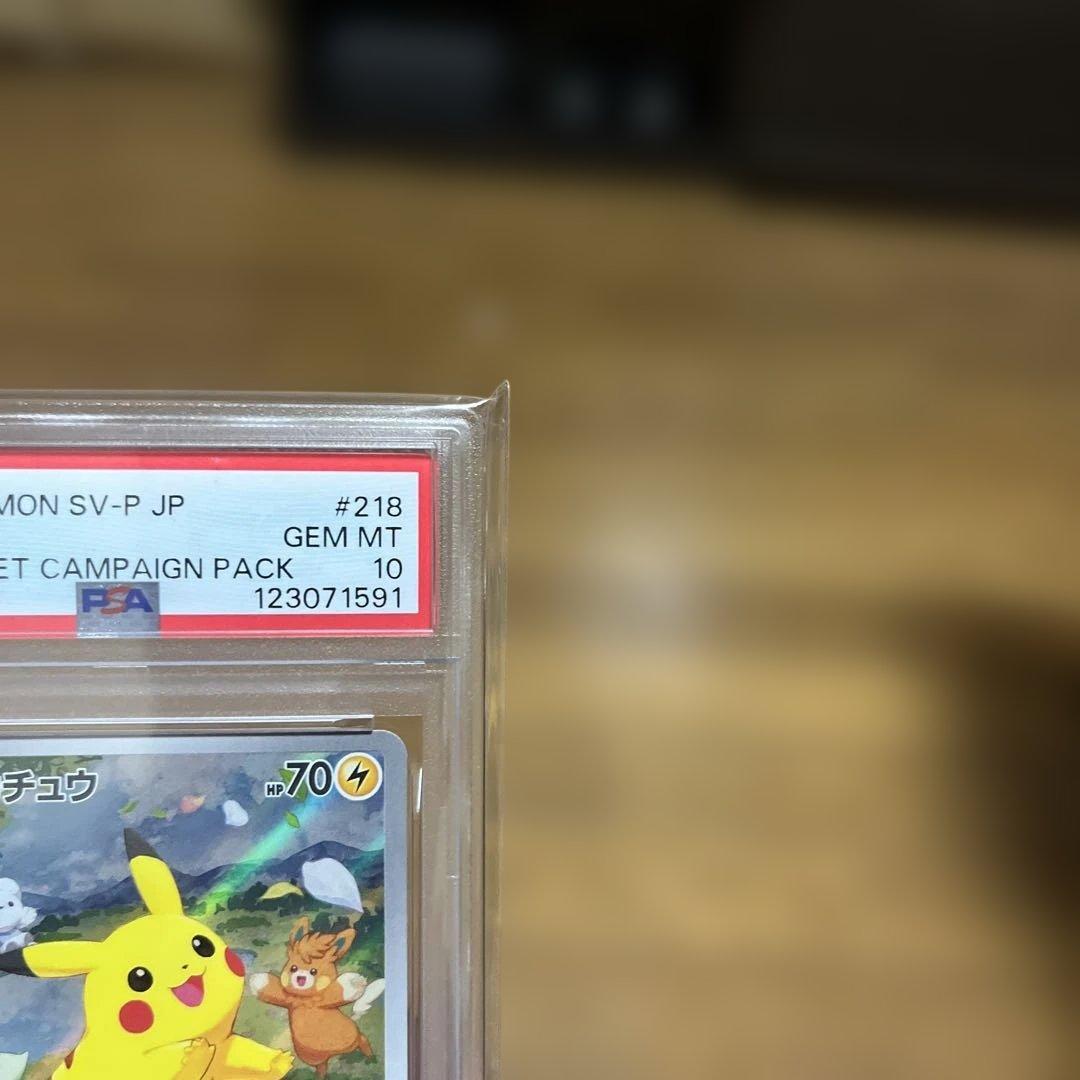 MON SV-P JP #218
GEM MT
ET CAMPAIGN PACK 10
PSA 123071591
チュウ HP70